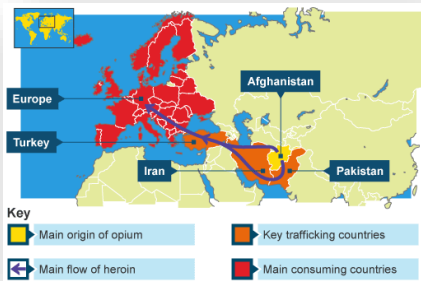 Afghanistan
Europe
Turkey
Iran
Pakistan
Key
Main origin of opium
Key trafficking countries
Main flow of heroin
Main consuming countries